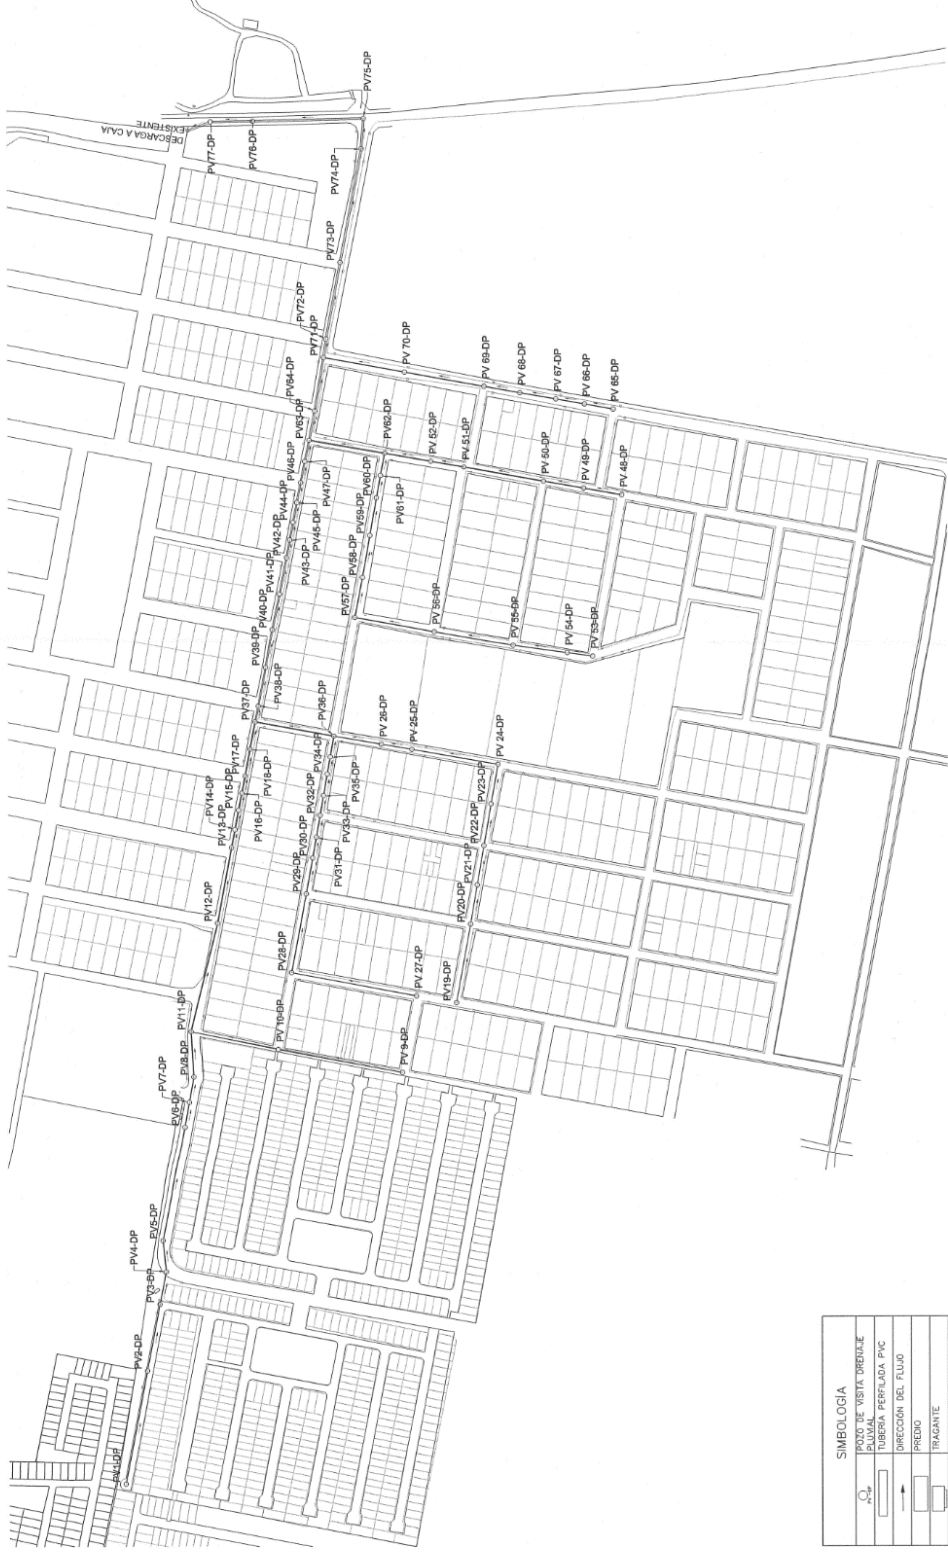 DESCARGA A CAJA
EXISTENTE
PV77-DP
PV76-DP
PV75-DP
PV74-DP
PV73-DP
PV72-DP
PV71-DP
PV 70-DP
PV 69-DP
PV 68-DP
PV 67-DP
PV 66-DP
PV 65-DP
PV64-DP
PV63-DP
PV62-DP
PV 52-DP
PV 51-DP
PV 50-DP
PV 49-DP
PV 48-DP
PV46-DP
PV47-DP
PV60-DP
PV61-DP
PV44-DP
PV45-DP
PV59-DP
PV42-DP
PV43-DP
PV58-DP
PV41-DP
PV57-DP
PV 56-DP
PV 55-DP
PV 54-DP
PV 53-DP
PV40-DP
PV39-DP
PV38-DP
PV37-DP
PV36-DP
PV 26-DP
PV 25-DP
PV 24-DP
PV17-DP
PV18-DP
PV34-DP
PV35-DP
PV14-DP
PV15-DP
PV16-DP
PV32-DP
PV33-DP
PV23-DP
PV13-DP
PV30-DP
PV31-DP
PV22-DP
PV29-DP
PV21-DP
PV12-DP
PV20-DP
PV28-DP
PV 27-DP
PV19-DP
PV11-DP
PV 10-DP
PV 9-DP
PV8-DP
PV7-DP
PV6-DP
PV5-DP
PV4-DP
PV3-DP
PV2-DP
PV1-DP
SIMBOLOGÍA
POZO DE VISITA DRENAJE
PLUVIAL
TUBERÍA PERFILADA PVC
DIRECCIÓN DEL FLUJO
PREDIO
TRAGANTE